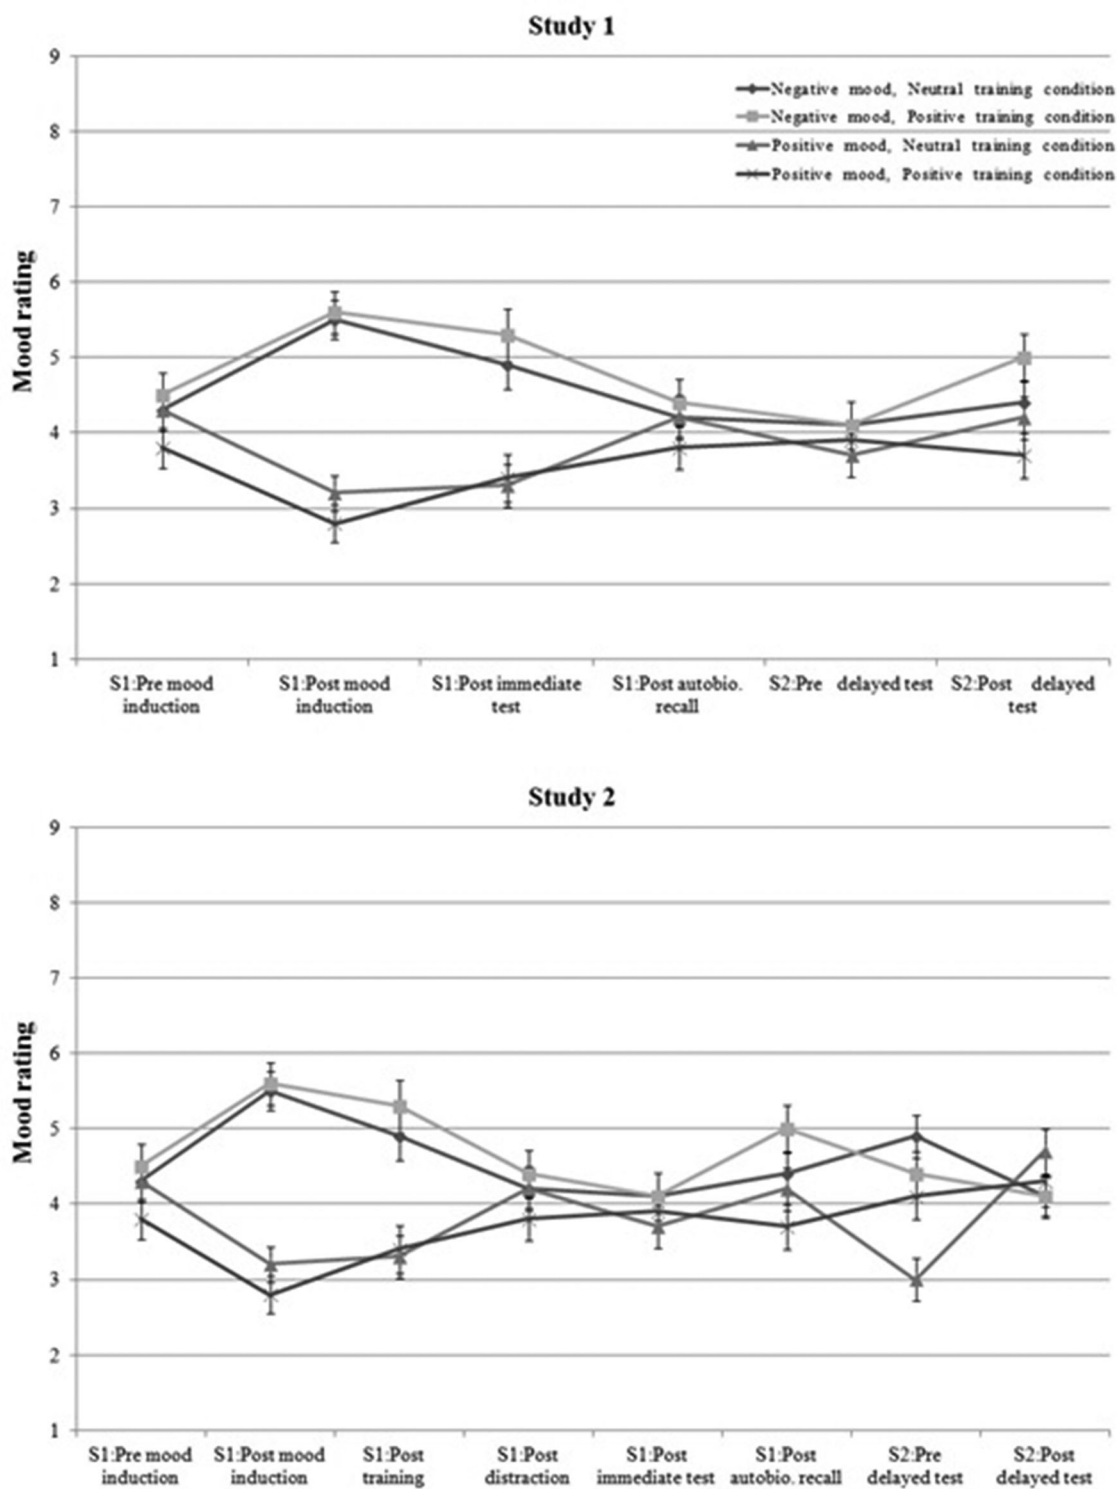 Study 1
9
8
7
6
5
4
3
2
1
Mood rating
Negative mood, Neutral training condition
Negative mood, Positive training condition
Positive mood, Neutral training condition
Positive mood, Positive training condition
S1:Pre mood
induction
S1:Post mood
induction
S1:Post immediate
test
S1:Post autobio.
recall
S2:Pre delayed test
S2:Post delayed
test
Study 2
9
8
7
6
5
4
3
2
1
Mood rating
S1:Pre mood
induction
S1:Post mood
induction
S1:Post
training
S1:Post
distraction
S1:Post
immediate test
S1:Post
autobio. recall
S2:Pre
delayed test
S2:Post
delayed test